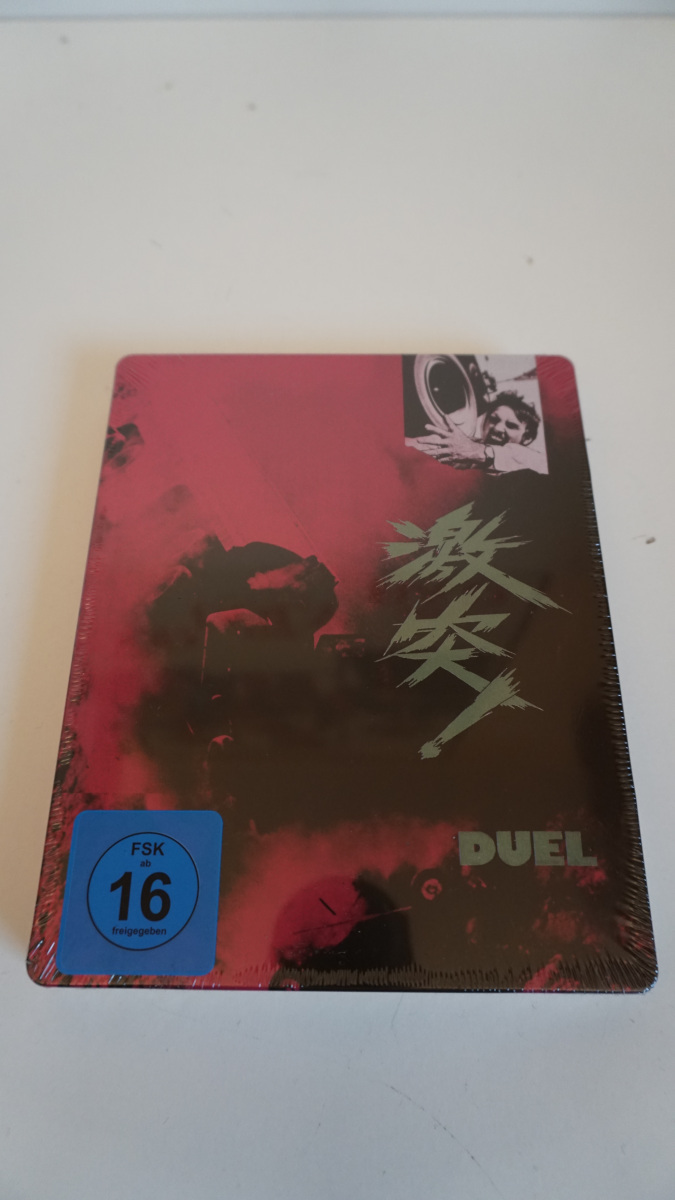 激突!
DUEL
FSK
ab
16
freigegeben